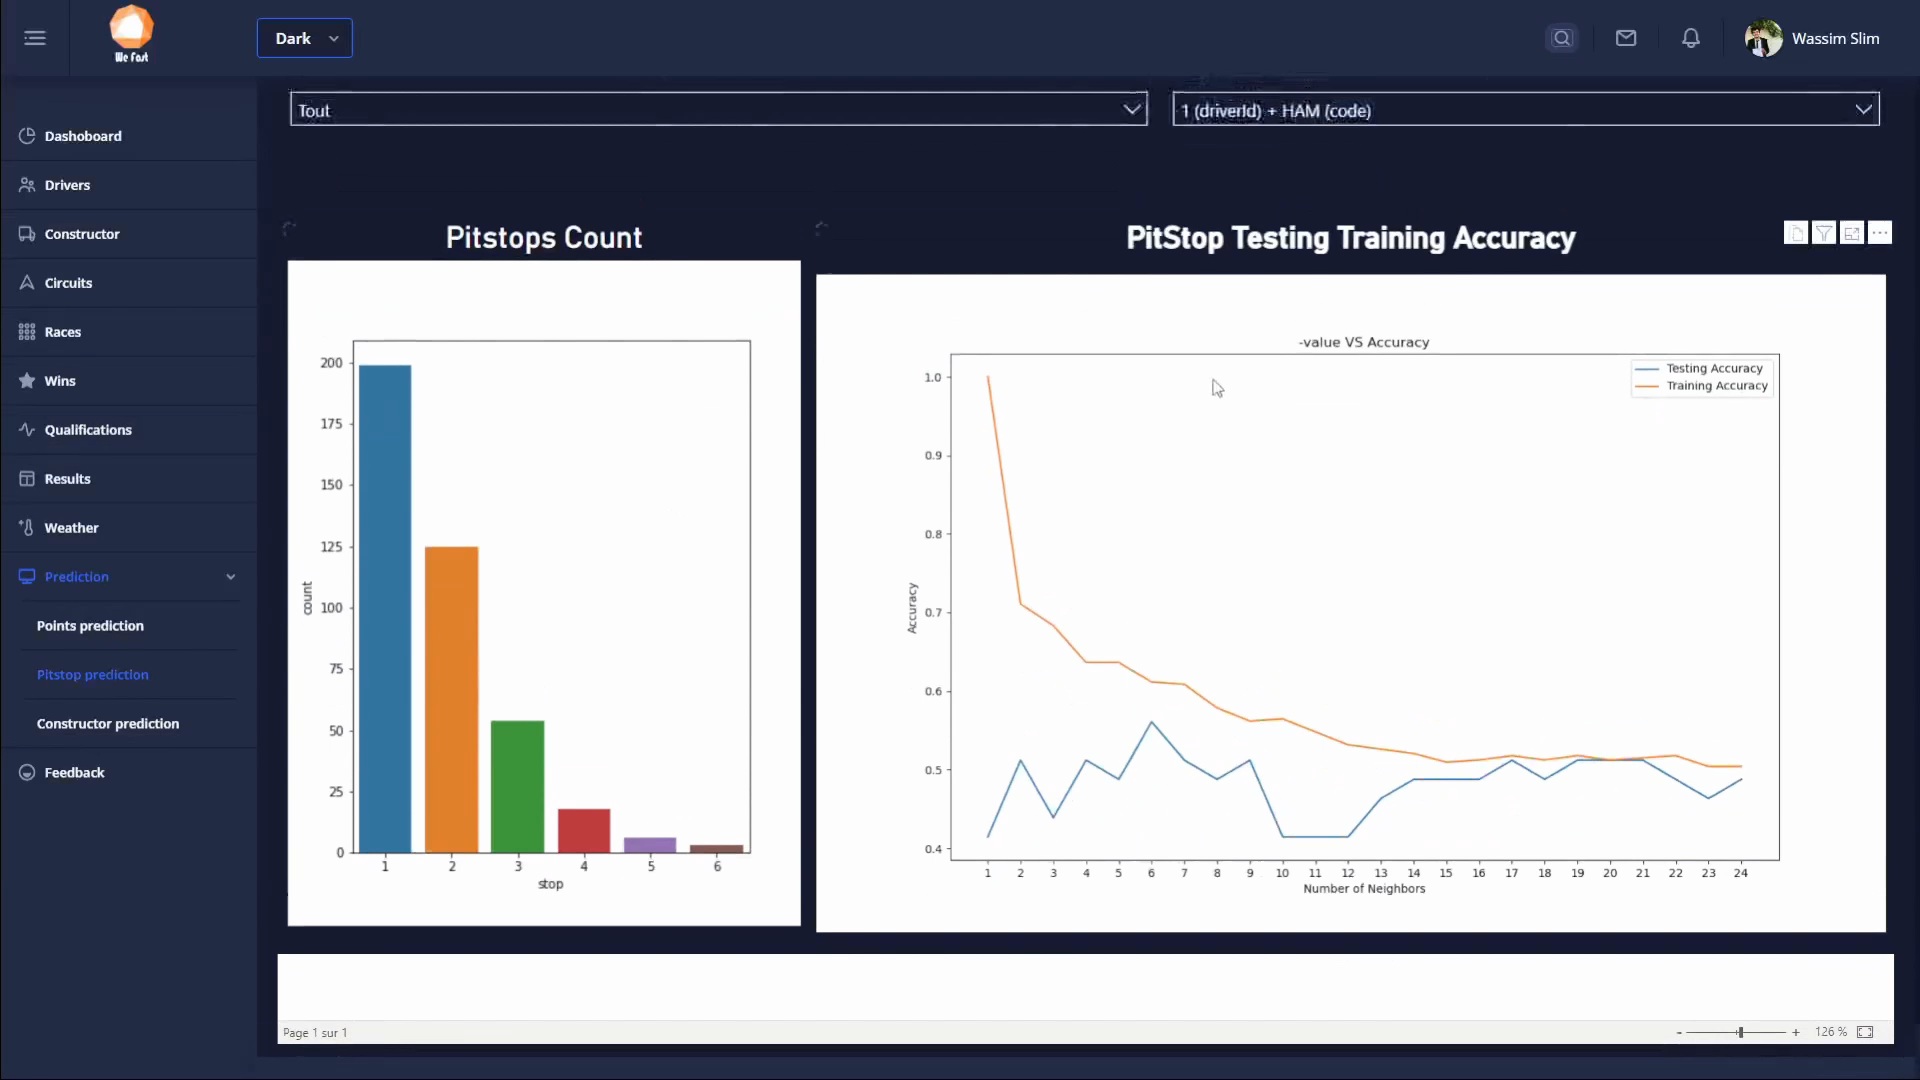 We Fast
Dark
Wassim Slim
Dashoboard
Drivers
Constructor
Circuits
Races
Wins
Qualifications
Results
Weather
Prediction
Points prediction
Pitstop prediction
Constructor prediction
Feedback
Tout
1 (driverId) + HAM (code)
Pitstops Count
200
175
150
125
100
75
50
25
0
count
1 2 3 4 5 6
stop
PitStop Testing Training Accuracy
-value VS Accuracy
Testing Accuracy
Training Accuracy
1.0
0.9
0.8
0.7
0.6
0.5
0.4
Accuracy
1 2 3 4 5 6 7 8 9 10 11 12 13 14 15 16 17 18 19 20 21 22 23 24
Number of Neighbors
Page 1 sur 1
- + 126 %